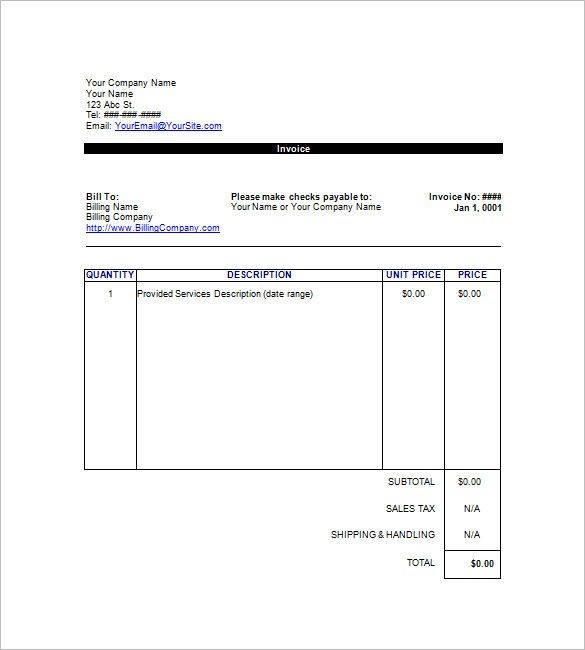 Your Company Name
Your Name
123 Abc St.
Tel: ###-###-####
Email: YourEmail@YourSite.com
Invoice
Bill To: Please make checks payable to: Invoice No: ####
Billing Name Your Name or Your Company Name Jan 1, 0001
Billing Company
http://www.BillingCompany.com
QUANTITY DESCRIPTION UNIT PRICE PRICE
1 Provided Services Description (date range) $0.00 $0.00
SUBTOTAL $0.00
SALES TAX N/A
SHIPPING & HANDLING N/A
TOTAL $0.00